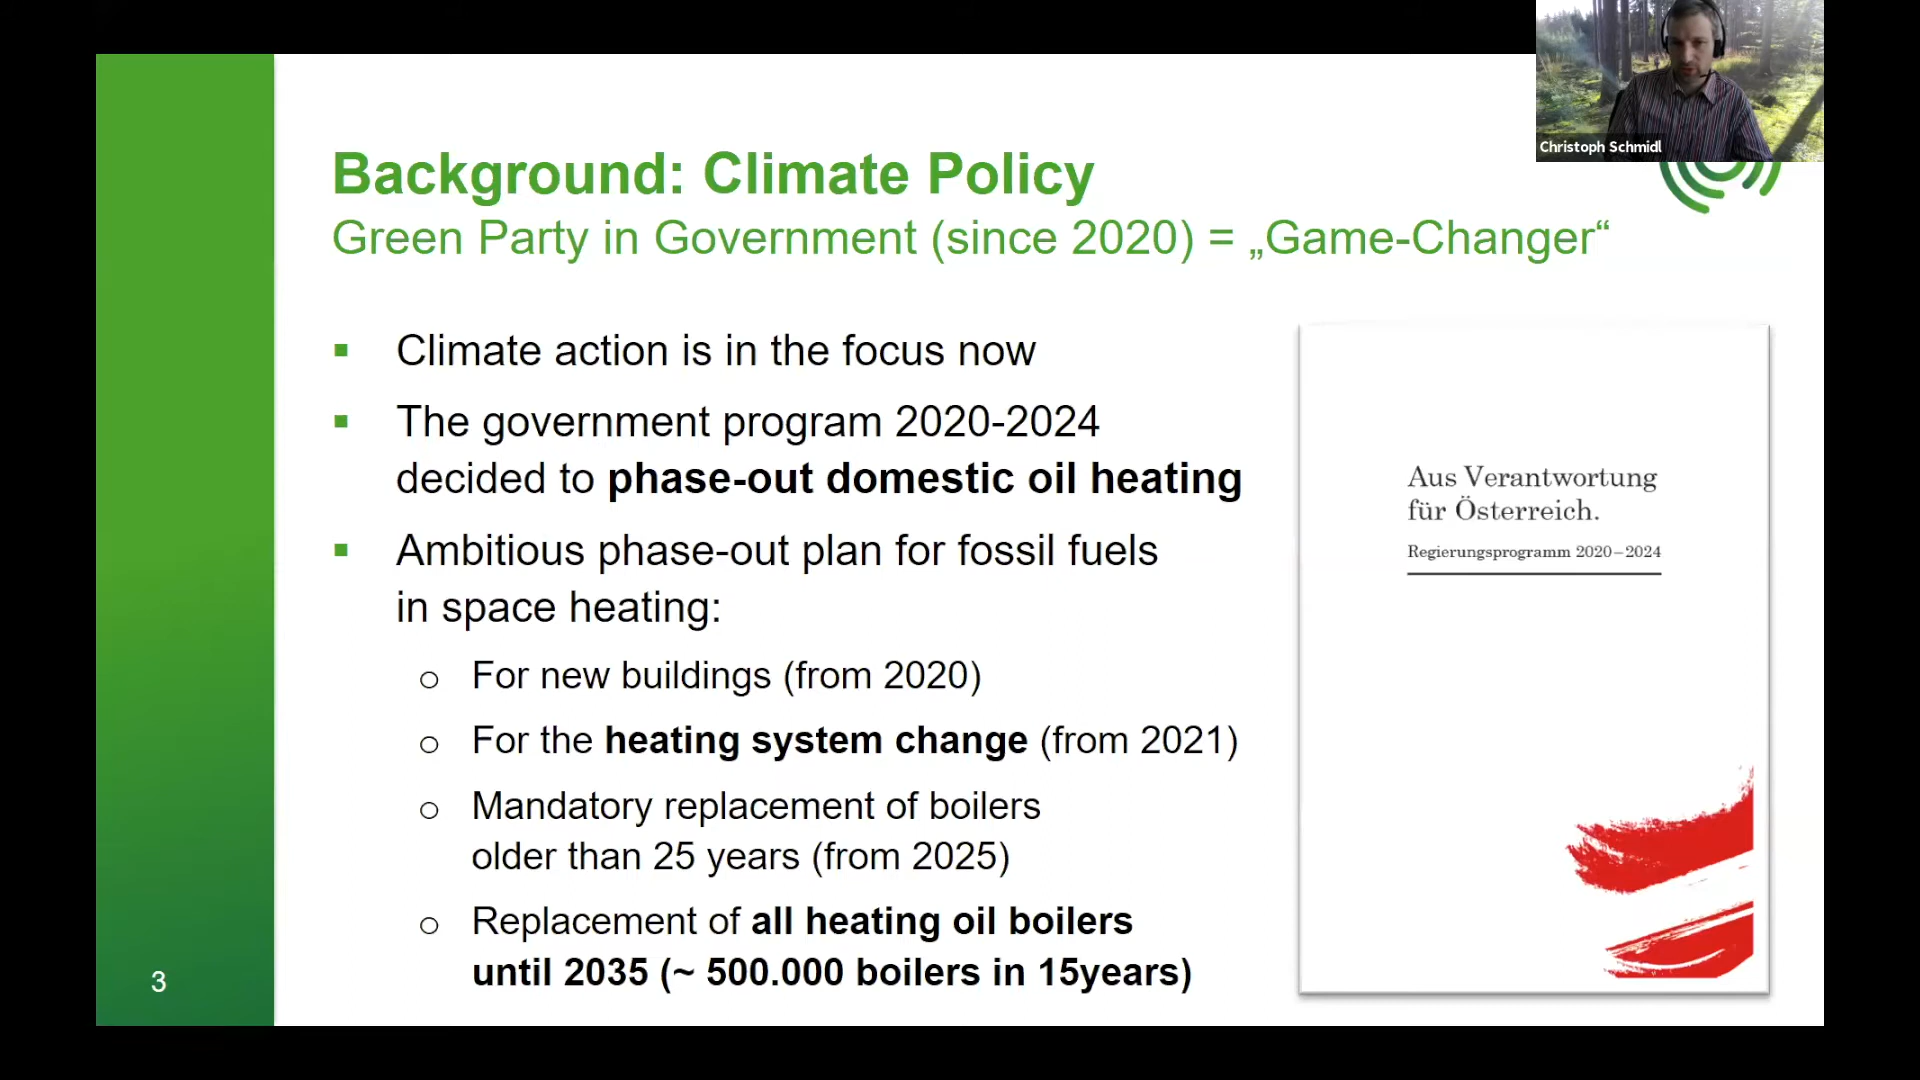 Christoph Schmidl
Background: Climate Policy
Green Party in Government (since 2020) = „Game-Changer“
▪ Climate action is in the focus now
▪ The government program 2020-2024
decided to phase-out domestic oil heating
▪ Ambitious phase-out plan for fossil fuels
in space heating:
o For new buildings (from 2020)
o For the heating system change (from 2021)
o Mandatory replacement of boilers
older than 25 years (from 2025)
o Replacement of all heating oil boilers
until 2035 (~ 500.000 boilers in 15years)
Aus Verantwortung
für Österreich.
Regierungsprogramm 2020–2024
3